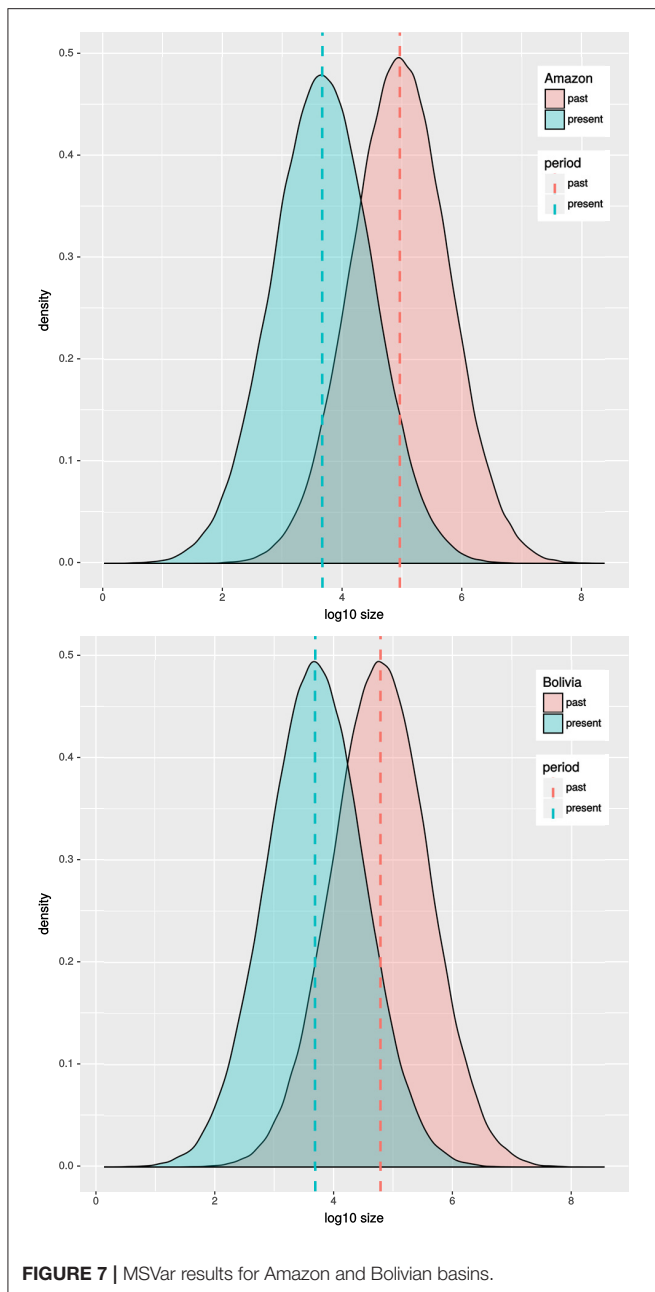 0.5
0.4
0.3
0.2
0.1
0.0
density
Amazon
past
present
period
past
present
0
2
4
6
8
log10 size
0.5
0.4
0.3
0.2
0.1
0.0
density
Bolivia
past
present
period
past
present
0
2
4
6
8
log10 size
FIGURE 7 | MSVar results for Amazon and Bolivian basins.